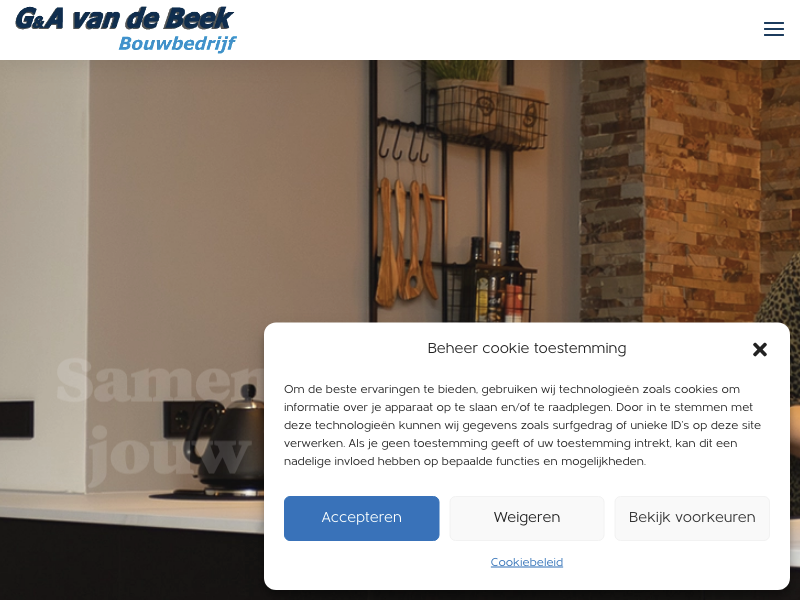 G&A van de Beek
Bouwbedrijf
Samen
jouw
Beheer cookie toestemming
Om de beste ervaringen te bieden, gebruiken wij technologieën zoals cookies om
informatie over je apparaat op te slaan en/of te raadplegen. Door in te stemmen met
deze technologieën kunnen wij gegevens zoals surfgedrag of unieke ID's op deze site
verwerken. Als je geen toestemming geeft of uw toestemming intrekt, kan dit een
nadelige invloed hebben op bepaalde functies en mogelijkheden.
Accepteren
Weigeren
Bekijk voorkeuren
Cookiebeleid